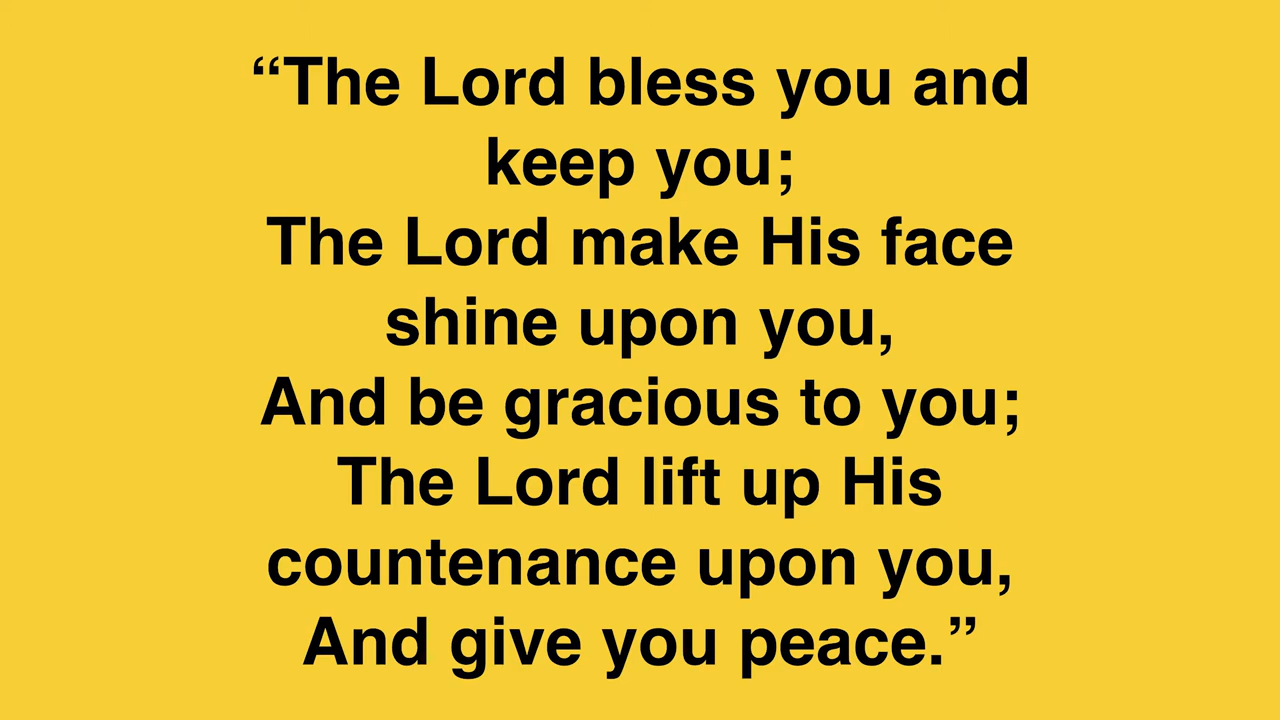 “The Lord bless you and
keep you;
The Lord make His face
shine upon you,
And be gracious to you;
The Lord lift up His
countenance upon you,
And give you peace.”